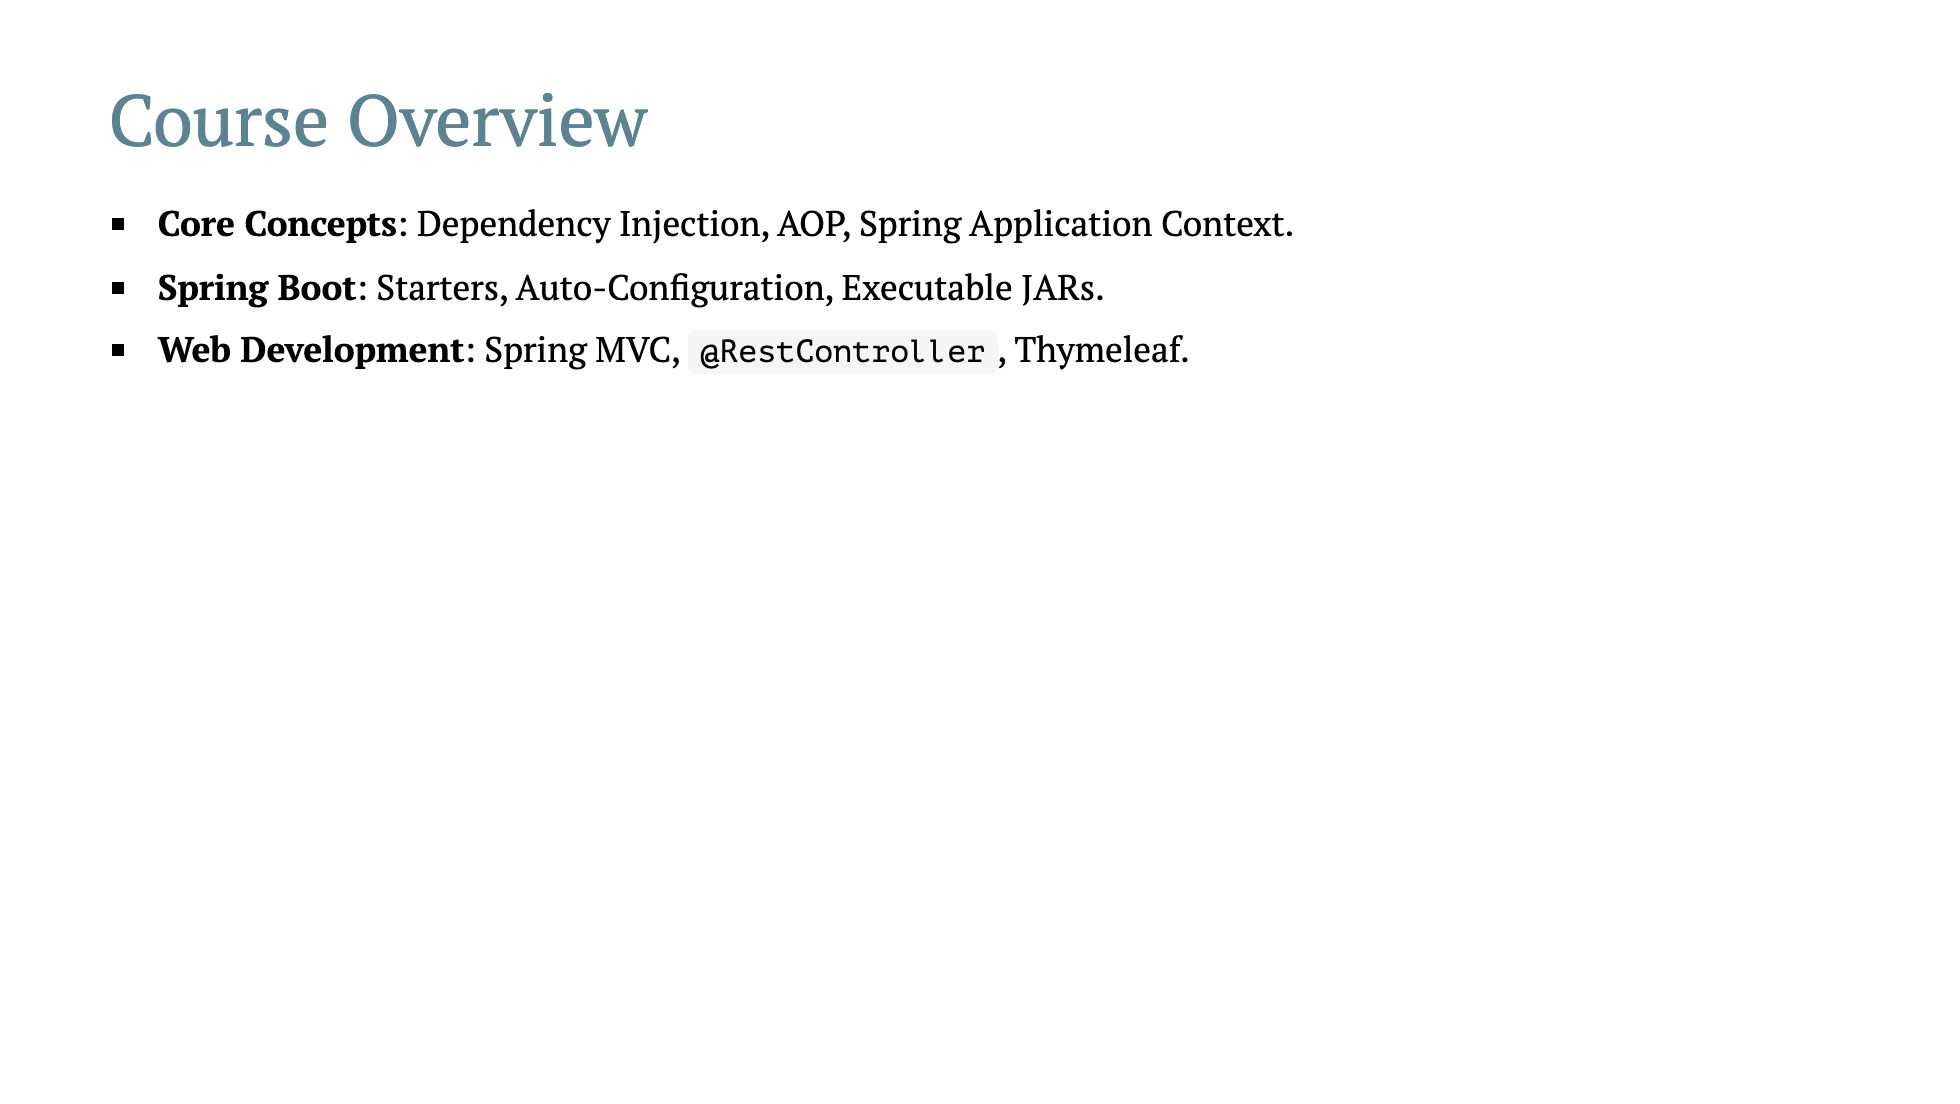 Course Overview
▪ Core Concepts: Dependency Injection, AOP, Spring Application Context.
▪ Spring Boot: Starters, Auto-Configuration, Executable JARs.
▪ Web Development: Spring MVC, @RestController, Thymeleaf.